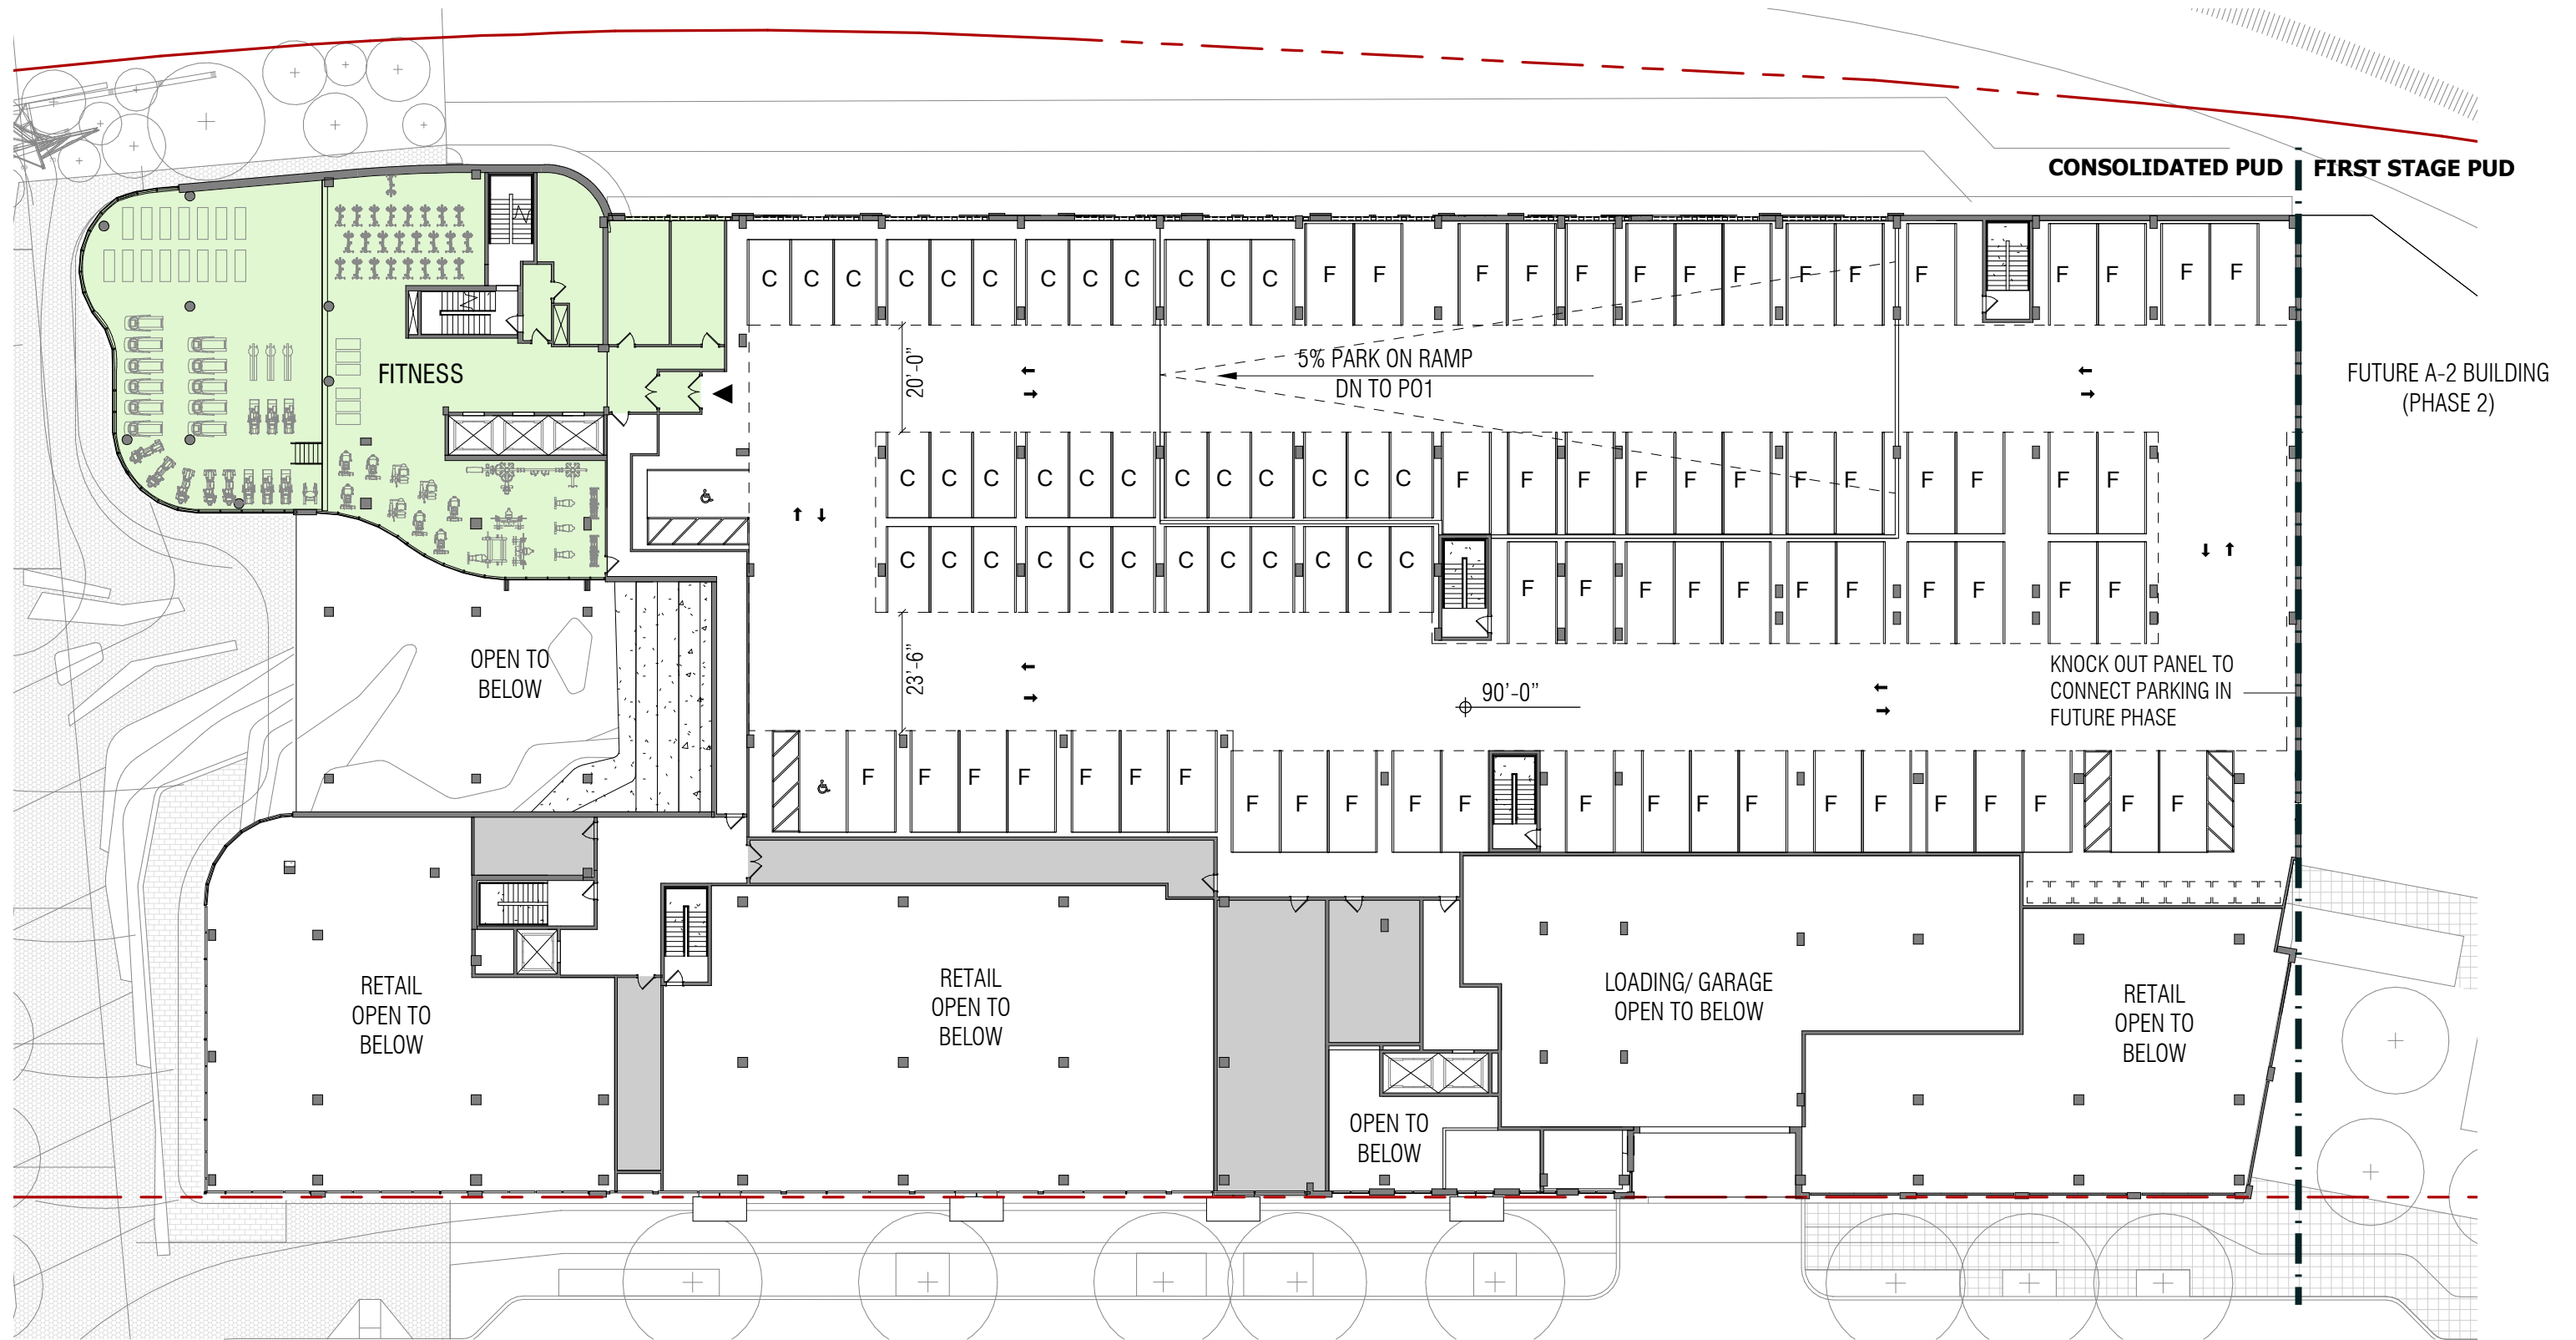 CONSOLIDATED PUD
FIRST STAGE PUD
C C C C C C C C C C C C F F F F F F F F F F F F F F F
FITNESS
20'-0"
5% PARK ON RAMP
DN TO PO1
FUTURE A-2 BUILDING
(PHASE 2)
C C C C C C C C C C C C F F F F F F F F F F F F
C C C C C C C C C C C C F F F F F F F F F F F
OPEN TO
BELOW
23'-6"
90'-0"
KNOCK OUT PANEL TO
CONNECT PARKING IN
FUTURE PHASE
F F F F F F F
F F F F F F F F F F F F F F F F
RETAIL
OPEN TO
BELOW
RETAIL
OPEN TO
BELOW
LOADING/ GARAGE
OPEN TO BELOW
RETAIL
OPEN TO
BELOW
OPEN TO
BELOW